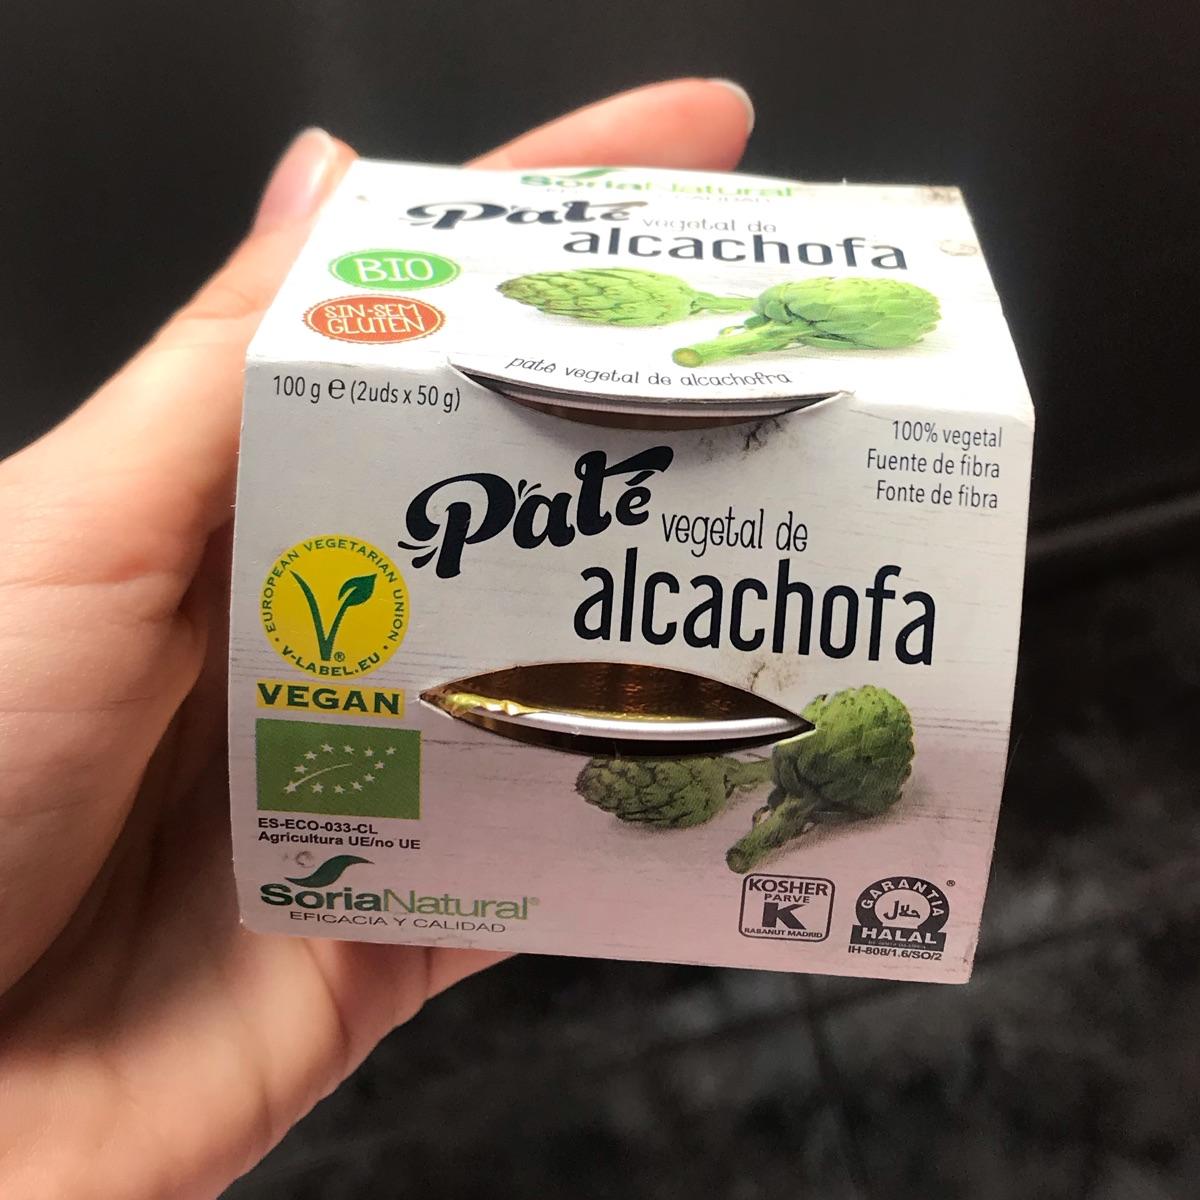 SoriaNatural
Paté vegetal de
alcachofa
BIO
SIN·SEM
GLUTEN
paté vegetal de alcachofra
100 g e (2uds x 50 g)
100% vegetal
Fuente de fibra
Fonte de fibra
Paté vegetal de
alcachofa
EUROPEAN VEGETARIAN UNION
V-LABEL.EU
VEGAN
ES-ECO-033-CL
Agricultura UE/no UE
SoriaNatural®
EFICACIA Y CALIDAD
KOSHER
PARVE
K
RABANUT MADRID
GARANTIA ®
حلال
HALAL
IH-808/1.6/SO/2